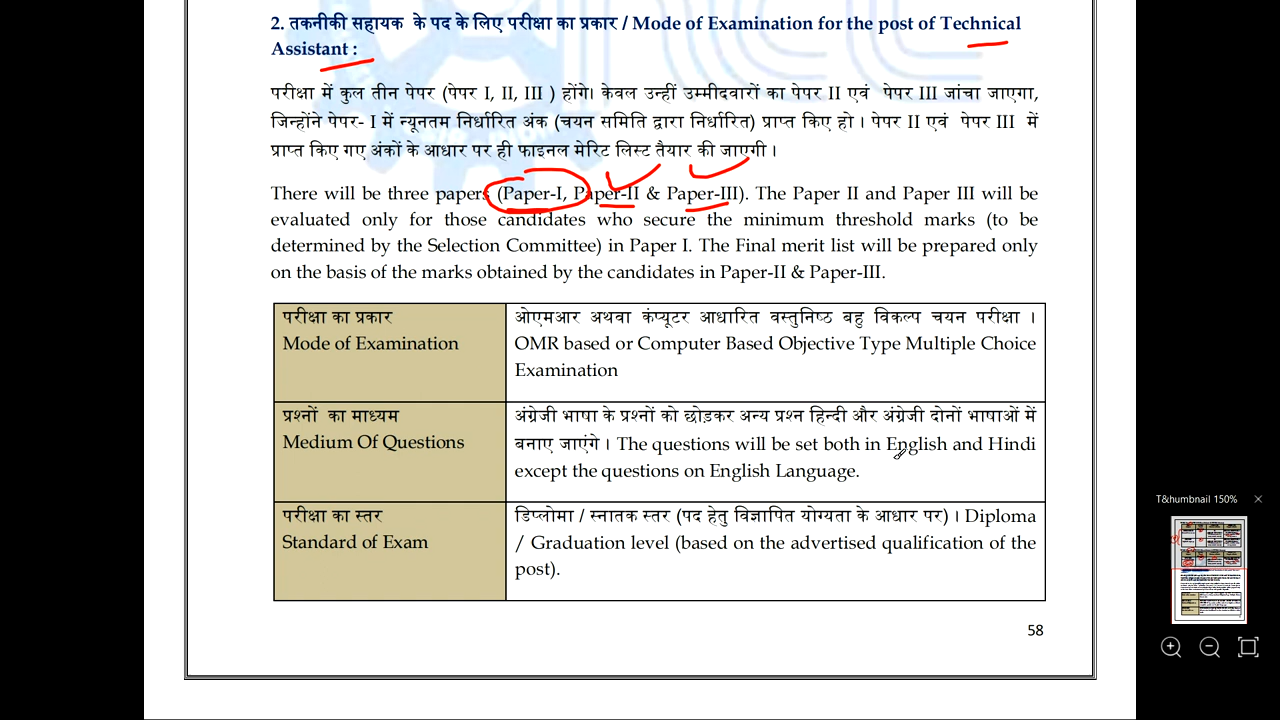 2. तकनीकी सहायक के पद के लिए परीक्षा का प्रकार / Mode of Examination for the post of Technical
Assistant :
परीक्षा में कुल तीन पेपर (पेपर I, II, III ) होंगे। केवल उन्हीं उम्मीदवारों का पेपर II एवं पेपर III जांचा जाएगा,
जिन्होंने पेपर- I में न्यूनतम निर्धारित अंक (चयन समिति द्वारा निर्धारित) प्राप्त किए हो । पेपर II एवं पेपर III में
प्राप्त किए गए अंकों के आधार पर ही फाइनल मेरिट लिस्ट तैयार की जाएगी ।
There will be three papers (Paper-I, Paper-II & Paper-III). The Paper II and Paper III will be
evaluated only for those candidates who secure the minimum threshold marks (to be
determined by the Selection Committee) in Paper I. The Final merit list will be prepared only
on the basis of the marks obtained by the candidates in Paper-II & Paper-III.
परीक्षा का प्रकार
Mode of Examination
ओएमआर अथवा कंप्यूटर आधारित वस्तुनिष्ठ बहु विकल्प चयन परीक्षा ।
OMR based or Computer Based Objective Type Multiple Choice
Examination
प्रश्नों का माध्यम
Medium Of Questions
अंग्रेजी भाषा के प्रश्नों को छोड़कर अन्य प्रश्न हिन्दी और अंग्रेजी दोनों भाषाओं में
बनाए जाएंगे । The questions will be set both in English and Hindi
except the questions on English Language.
परीक्षा का स्तर
Standard of Exam
डिप्लोमा / स्नातक स्तर (पद हेतु विज्ञापित योग्यता के आधार पर) । Diploma
/ Graduation level (based on the advertised qualification of the
post).
58
T&humbnail 150%